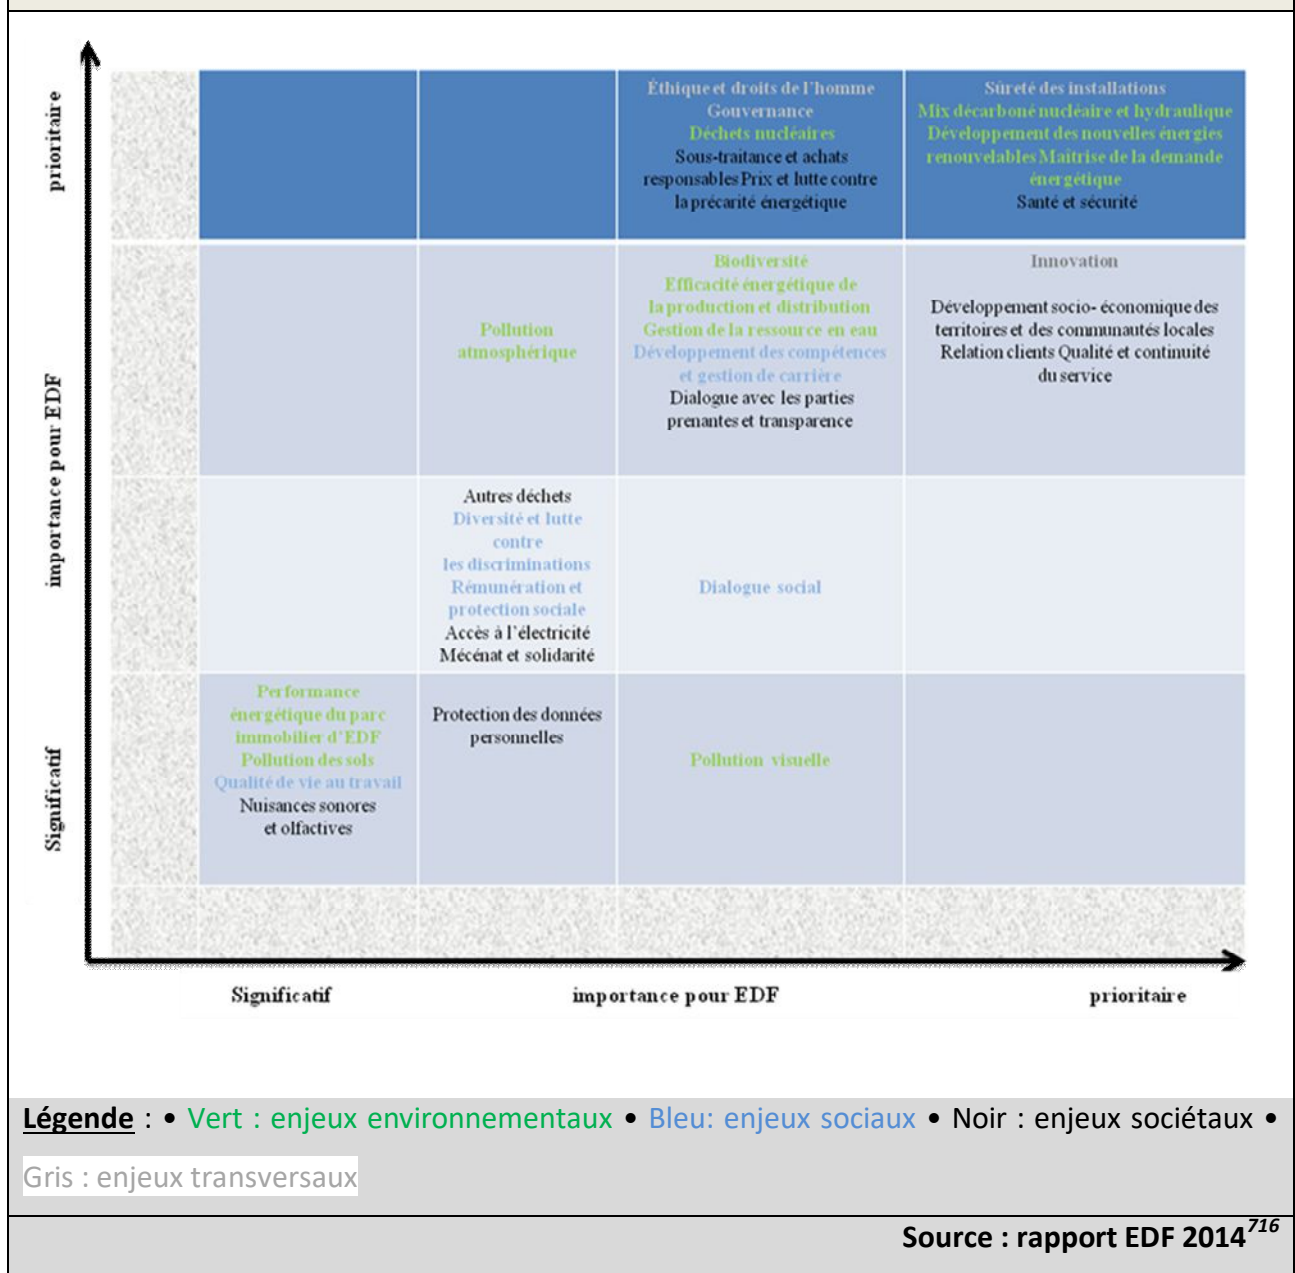 prioritaire
importance pour EDF
Significatif
Éthique et droits de l'homme
Gouvernance
Déchets nucléaires
Sous-traitance et achats
responsables Prix et lutte contre
la précarité énergétique
Sûreté des installations
Mix décarboné nucléaire et hydraulique
Développement des nouvelles énergies
renouvelables Maîtrise de la demande
énergétique
Santé et sécurité
Pollution
atmosphérique
Biodiversité
Efficacité énergétique de
la production et distribution
Gestion de la ressource en eau
Développement des compétences
et gestion de carrière
Dialogue avec les parties
prenantes et transparence
Innovation
Développement socio- économique des
territoires et des communautés locales
Relation clients Qualité et continuité
du service
Autres déchets
Diversité et lutte
contre
les discriminations
Rémunération et
protection sociale
Accès à l'électricité
Mécénat et solidarité
Dialogue social
Performance
énergétique du parc
immobilier d'EDF
Pollution des sols
Qualité de vie au travail
Nuisances sonores
et olfactives
Protection des données
personnelles
Pollution visuelle
Significatif
importance pour EDF
prioritaire
Légende : • Vert : enjeux environnementaux • Bleu: enjeux sociaux • Noir : enjeux sociétaux •
Gris : enjeux transversaux
Source : rapport EDF 2014716